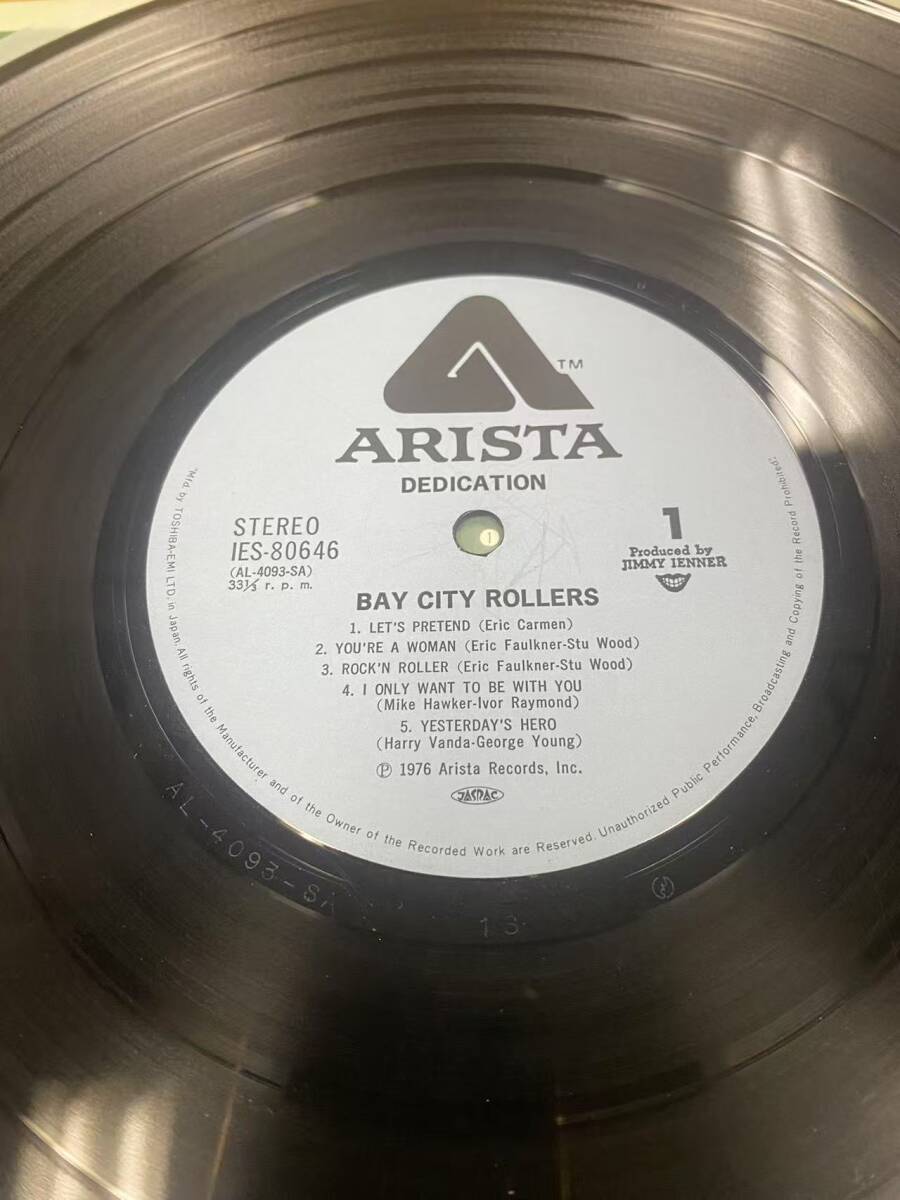 TM
ARISTA
DEDICATION
STEREO
IES-80646
(AL-4093-SA)
33⅓ r. p. m.
1
Produced by
JIMMY IENNER
BAY CITY ROLLERS
1. LET'S PRETEND (Eric Carmen)
2. YOU'RE A WOMAN (Eric Faulkner-Stu Wood)
3. ROCK'N ROLLER (Eric Faulkner-Stu Wood)
4. I ONLY WANT TO BE WITH YOU
(Mike Hawker-Ivor Raymond)
5. YESTERDAY'S HERO
(Harry Vanda-George Young)
Ⓟ 1976 Arista Records, Inc.
JASRAC
"Mfd. by TOSHIBA-EMI LTD. in Japan. All rights of the Manufacturer and of the Owner of the Recorded Work are Reserved. Unauthorized Public Performance, Broadcasting and Copying of the Record Prohibited".
AL-4093-SA
13